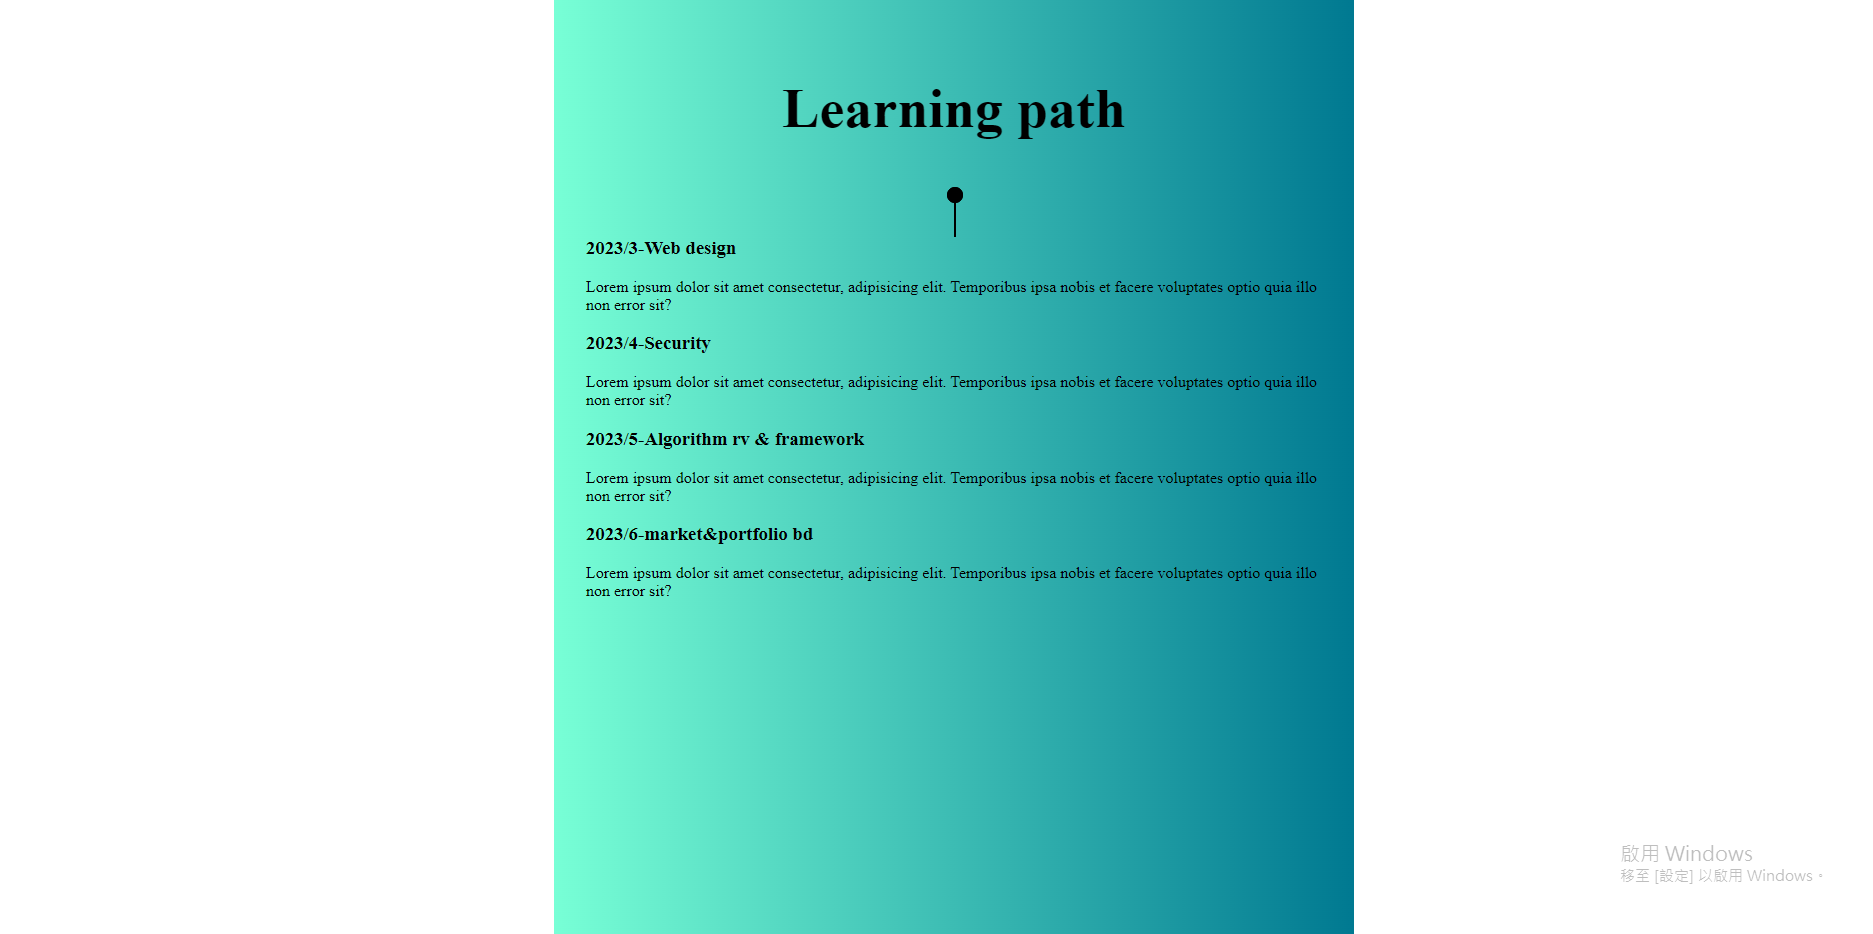 Learning path
2023/3-Web design
Lorem ipsum dolor sit amet consectetur, adipisicing elit. Temporibus ipsa nobis et facere voluptates optio quia illo
non error sit?
2023/4-Security
Lorem ipsum dolor sit amet consectetur, adipisicing elit. Temporibus ipsa nobis et facere voluptates optio quia illo
non error sit?
2023/5-Algorithm rv & framework
Lorem ipsum dolor sit amet consectetur, adipisicing elit. Temporibus ipsa nobis et facere voluptates optio quia illo
non error sit?
2023/6-market&portfolio bd
Lorem ipsum dolor sit amet consectetur, adipisicing elit. Temporibus ipsa nobis et facere voluptates optio quia illo
non error sit?
啟用 Windows
移至 [設定] 以啟用 Windows。